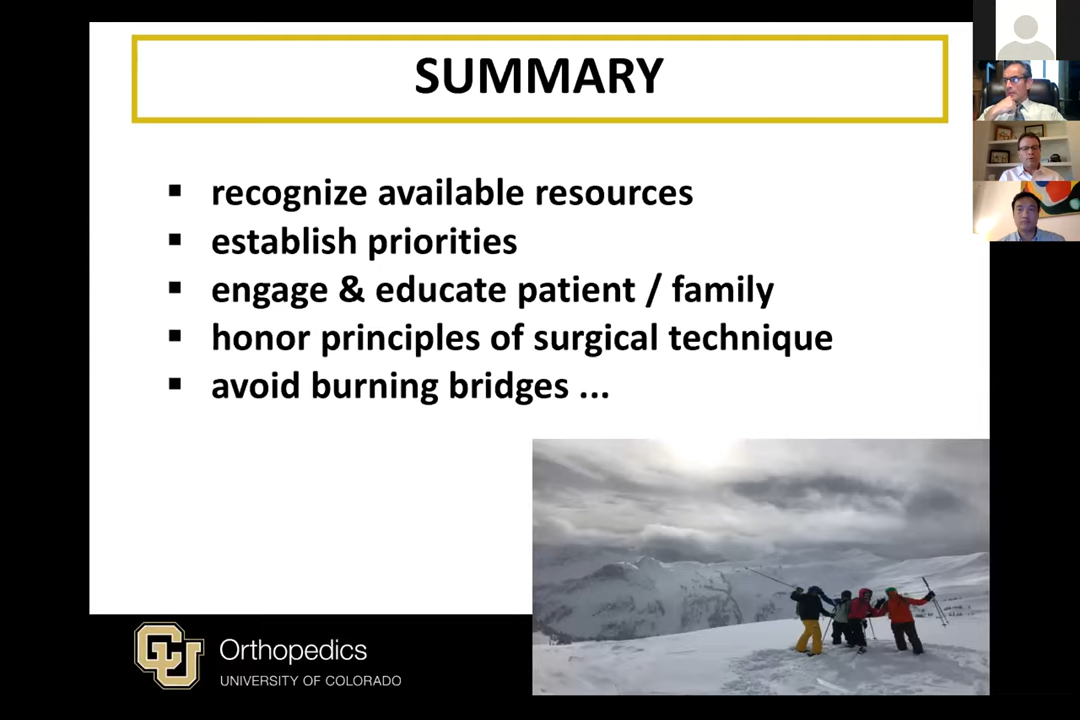 SUMMARY
▪ recognize available resources
▪ establish priorities
▪ engage & educate patient / family
▪ honor principles of surgical technique
▪ avoid burning bridges ...
CU
Orthopedics
UNIVERSITY OF COLORADO